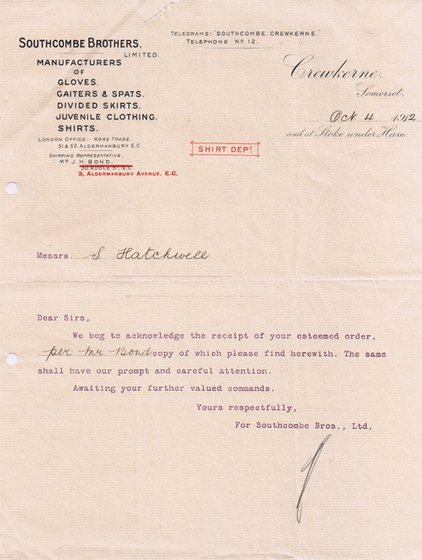 SOUTHCOMBE BROTHERS,
LIMITED.
MANUFACTURERS
OF
GLOVES.
GAITERS & SPATS.
DIVIDED SKIRTS.
JUVENILE CLOTHING.
SHIRTS.
LONDON OFFICE:- HOME TRADE.
51 & 52, ALDERMANBURY. E.C
SHIPPING REPRESENTATIVE,
MR J. H. BOND.
3, ALDERMANBURY AVENUE, E.C.
TELEGRAMS: "SOUTHCOMBE, CREWKERNE."
TELEPHONE No 12.
Crewkerne,
Somerset.
Oct 4 1912
and at Stoke under Ham.
SHIRT DEPT
Messrs. S Hatchwell
Dear Sirs,
We beg to acknowledge the receipt of your esteemed order,
per Mr Bond copy of which please find herewith. The same
shall have our prompt and careful attention.
Awaiting your further valued commands.
Yours respectfully,
For Southcombe Bros., Ltd.